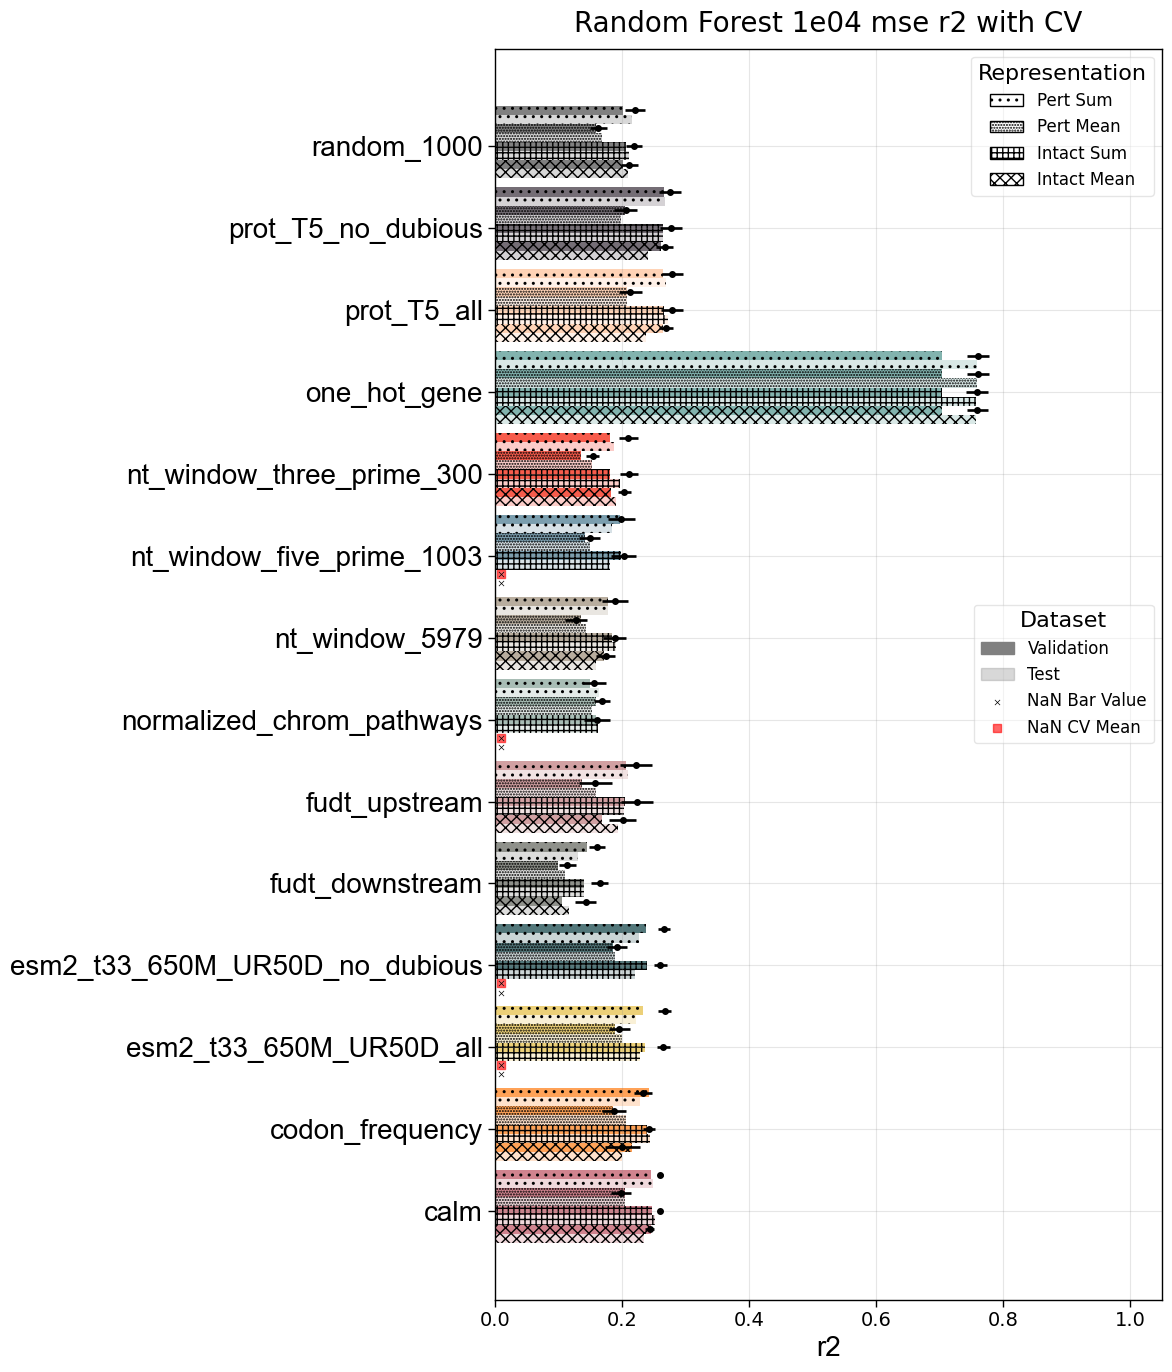 Random Forest 1e04 mse r2 with CV
Representation
Pert Sum
Pert Mean
Intact Sum
Intact Mean
random_1000
prot_T5_no_dubious
prot_T5_all
one_hot_gene
nt_window_three_prime_300
nt_window_five_prime_1003
nt_window_5979
normalized_chrom_pathways
fudt_upstream
fudt_downstream
esm2_t33_650M_UR50D_no_dubious
esm2_t33_650M_UR50D_all
codon_frequency
calm
Dataset
Validation
Test
NaN Bar Value
NaN CV Mean
0.0 0.2 0.4 0.6 0.8 1.0
r2